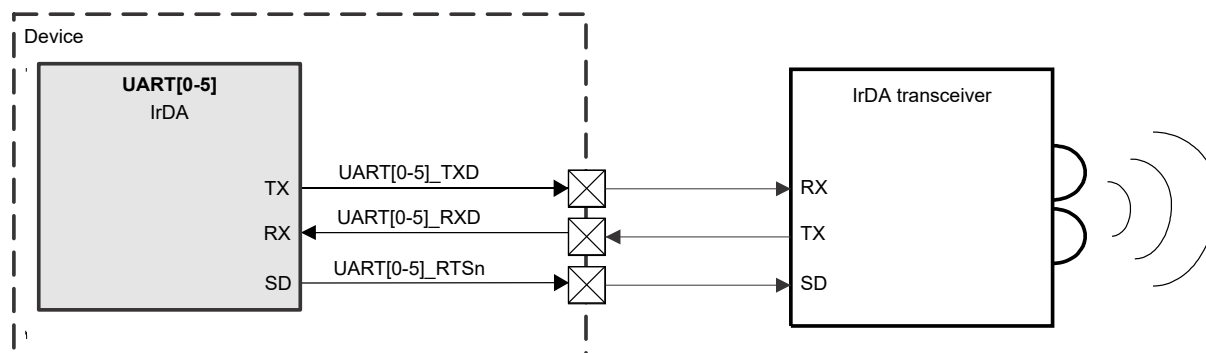 Device
UART[0-5]
IrDA
IrDA transceiver
TX
UART[0-5]_TXD
RX
RX
UART[0-5]_RXD
TX
SD
UART[0-5]_RTSn
SD